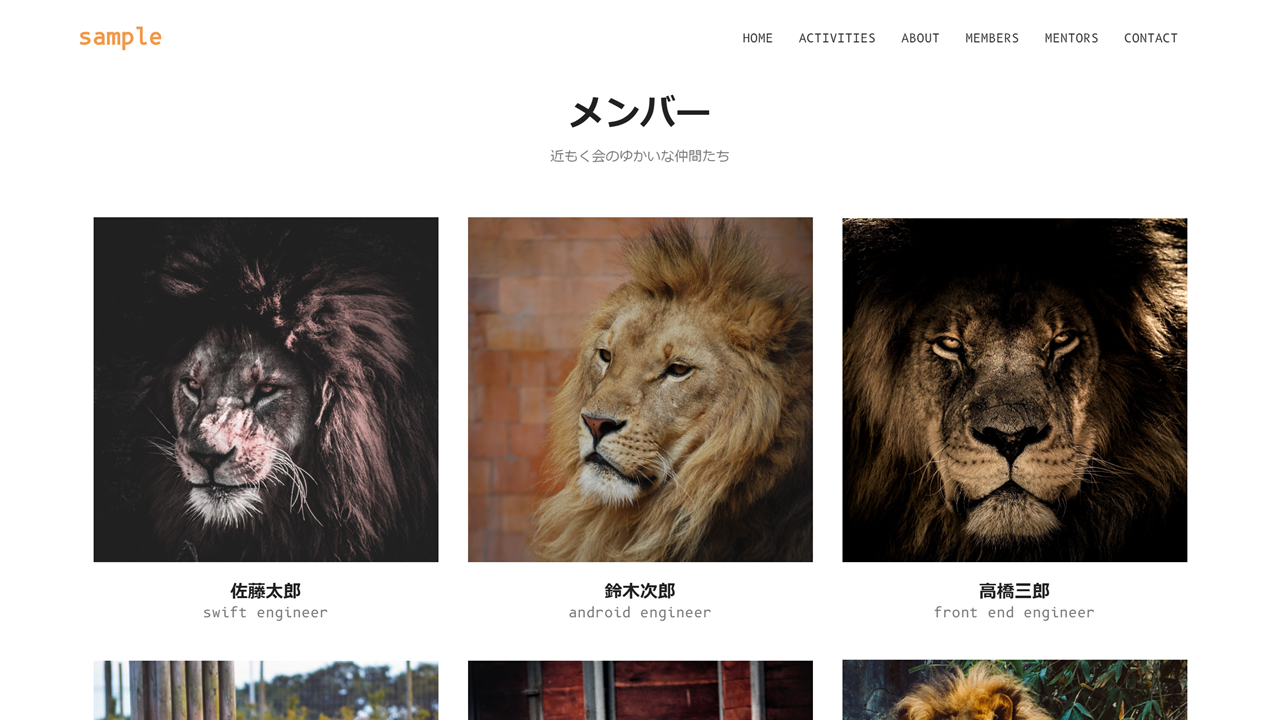 sample
HOME ACTIVITIES ABOUT MEMBERS MENTORS CONTACT
メンバー
近もく会のゆかいな仲間たち
佐藤太郎 鈴木次郎 高橋三郎
swift engineer android engineer front end engineer